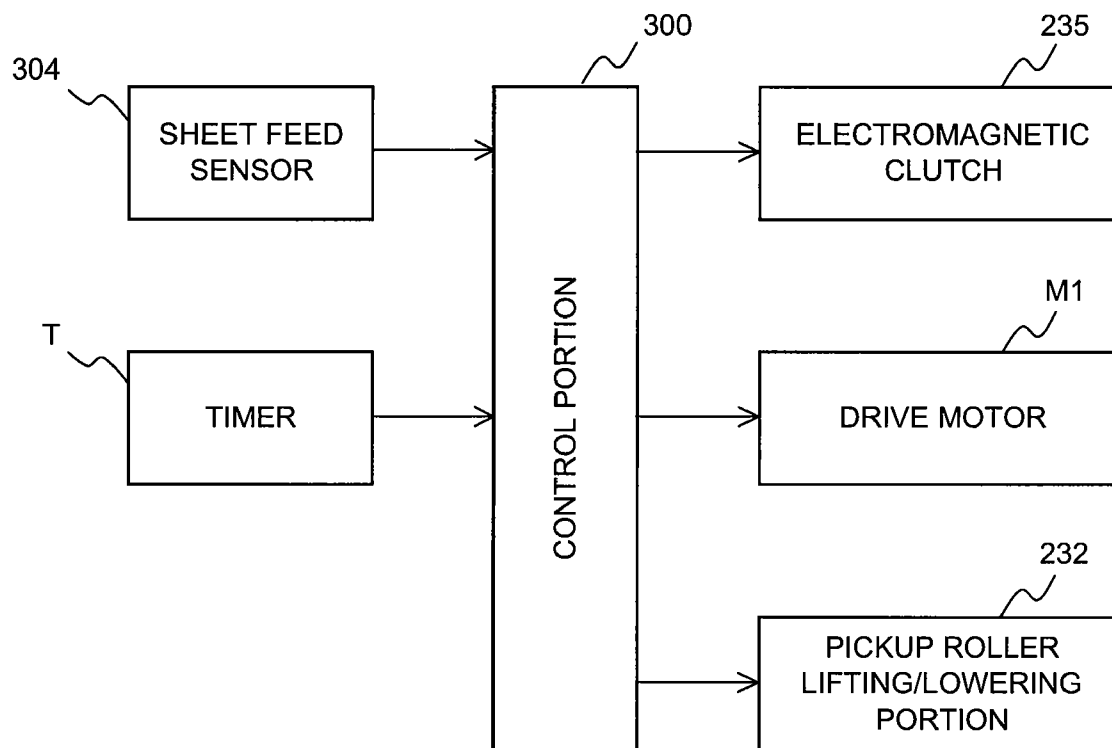 300
235
304
SHEET FEED
SENSOR
ELECTROMAGNETIC
CLUTCH
CONTROL PORTION
T
M1
TIMER
DRIVE MOTOR
232
PICKUP ROLLER
LIFTING/LOWERING
PORTION